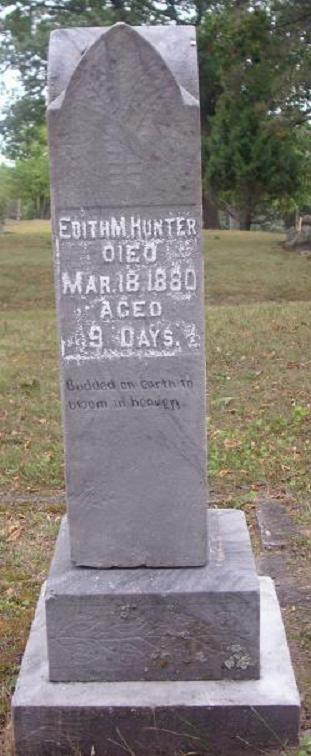 EDITH M. HUNTER
DIED
MAR. 18. 1880
AGED
9 DAYS.
Budded on earth to
bloom in heaven